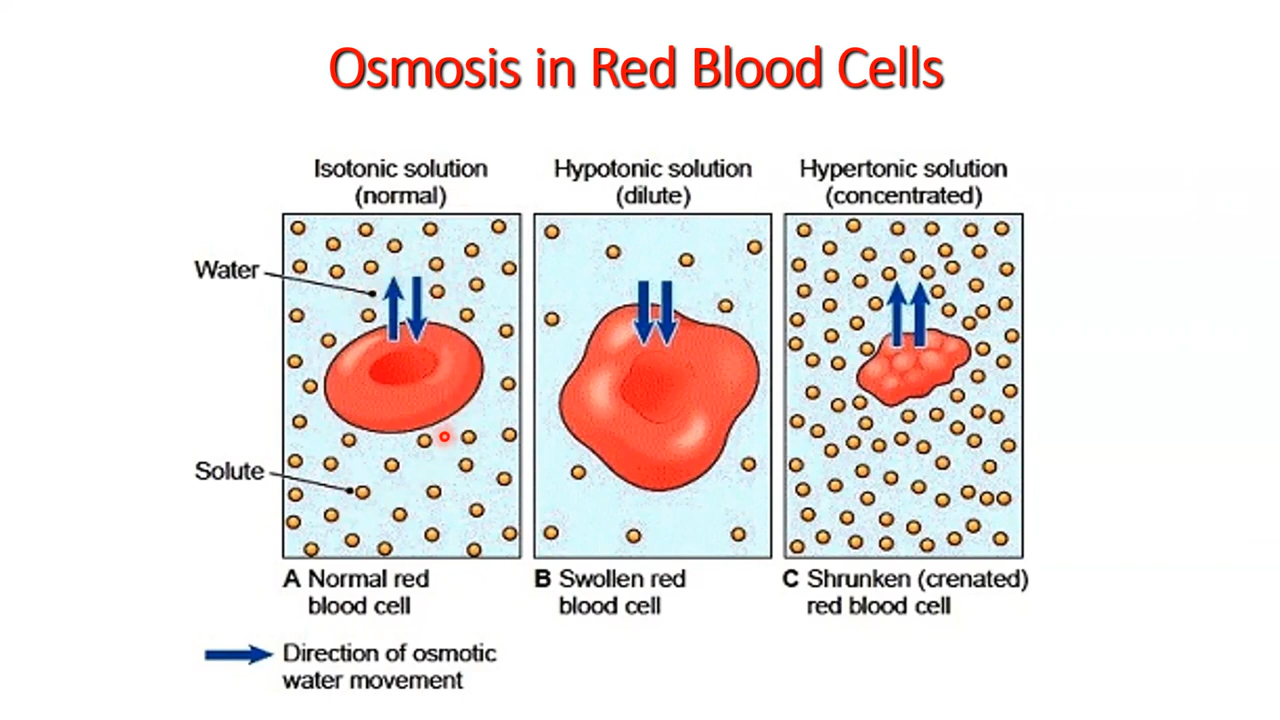 Osmosis in Red Blood Cells
Isotonic solution
(normal)
Hypotonic solution
(dilute)
Hypertonic solution
(concentrated)
Water
Solute
A Normal red
blood cell
B Swollen red
blood cell
C Shrunken (crenated)
red blood cell
Direction of osmotic
water movement